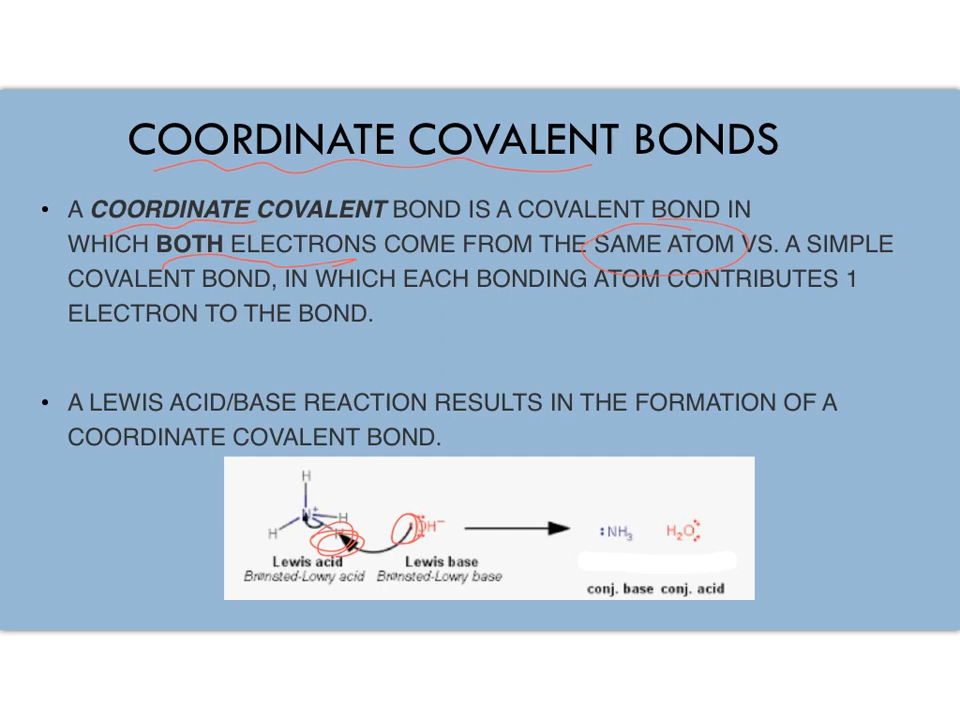 COORDINATE COVALENT BONDS
• A COORDINATE COVALENT BOND IS A COVALENT BOND IN
WHICH BOTH ELECTRONS COME FROM THE SAME ATOM VS. A SIMPLE
COVALENT BOND, IN WHICH EACH BONDING ATOM CONTRIBUTES 1
ELECTRON TO THE BOND.
• A LEWIS ACID/BASE REACTION RESULTS IN THE FORMATION OF A
COORDINATE COVALENT BOND.
H
N+
H
H
H
:OH−
:NH3 H2O:
Lewis acid Lewis base
Brønsted-Lowry acid Brønsted-Lowry base
conj. base conj. acid